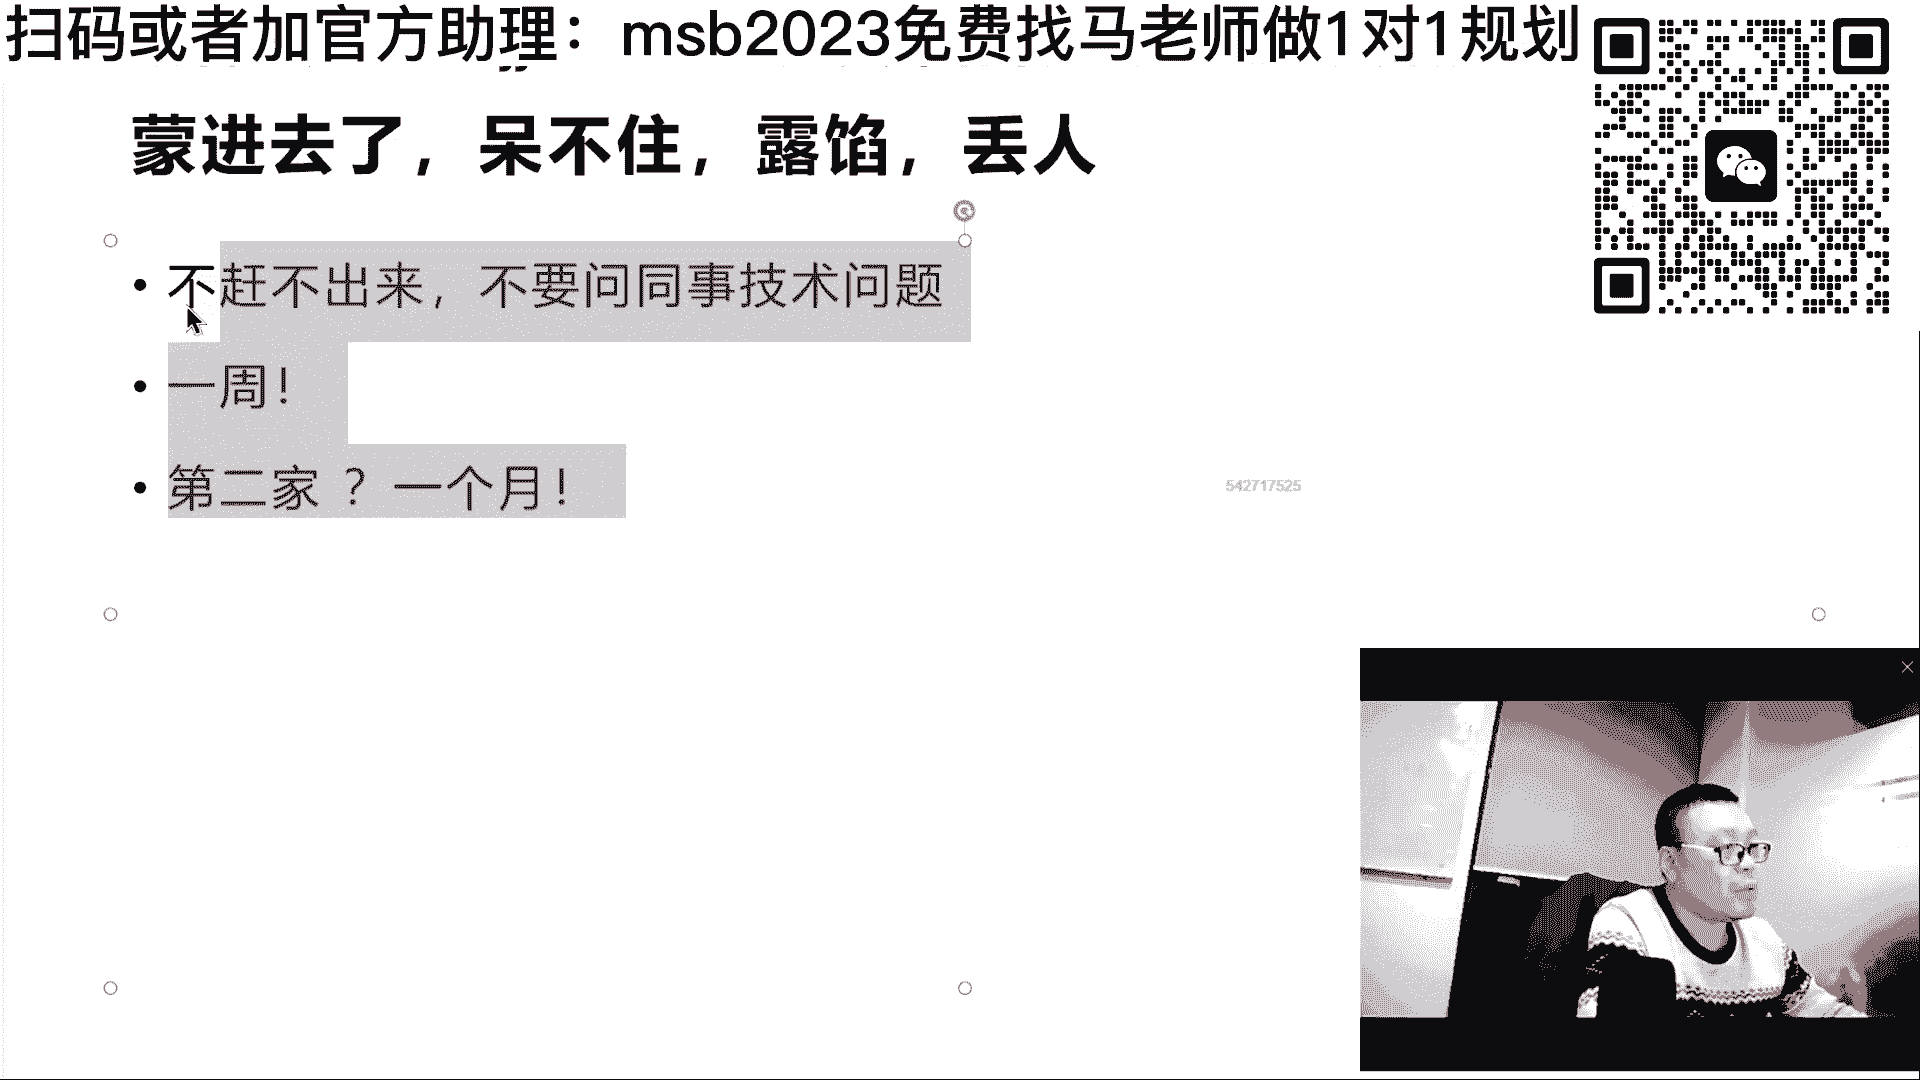 扫码或者加官方助理：msb2023免费找马老师做1对1规划
蒙进去了，呆不住，露馅，丢人
• 不赶不出来，不要问同事技术问题
• 一周！
• 第二家 ？ 一个月！
542717525